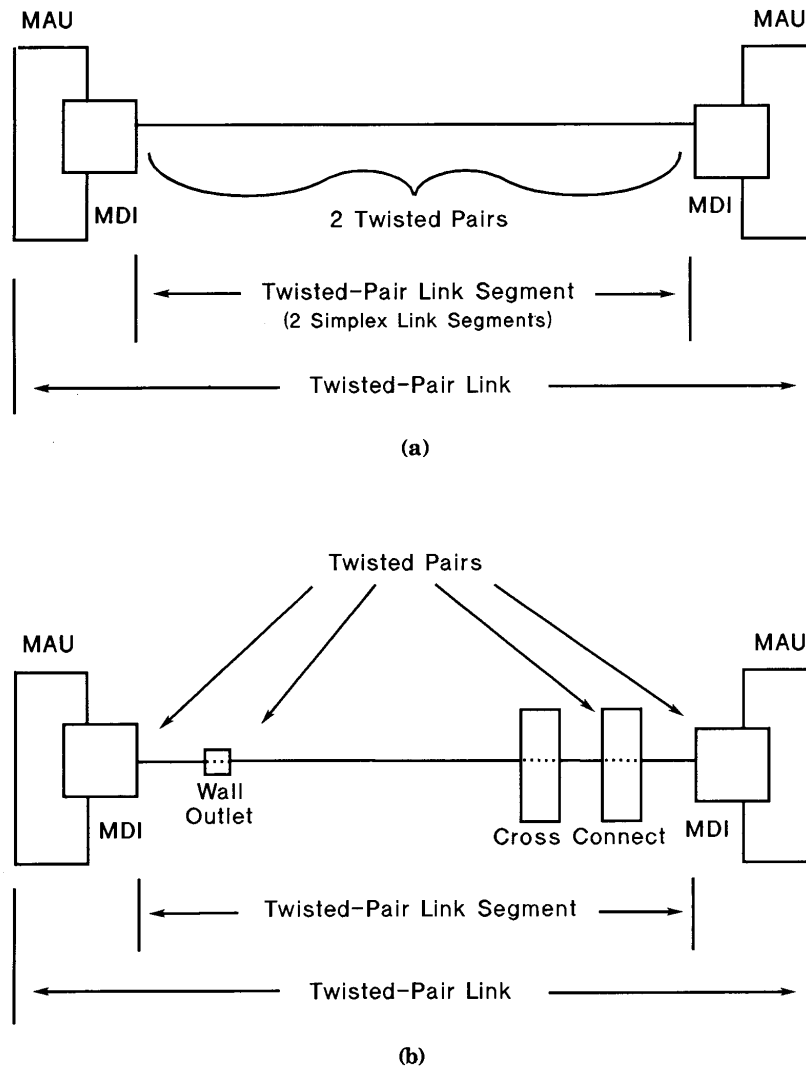 MAU
MAU
MDI
MDI
2 Twisted Pairs
Twisted-Pair Link Segment
(2 Simplex Link Segments)
Twisted-Pair Link
(a)
Twisted Pairs
MAU
MAU
Wall
Outlet
MDI
Cross Connect
MDI
Twisted-Pair Link Segment
Twisted-Pair Link
(b)